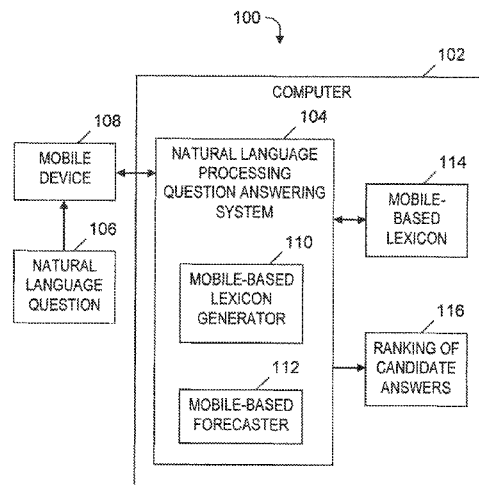 100
102
COMPUTER
108
MOBILE
DEVICE
106
NATURAL
LANGUAGE
QUESTION
104
NATURAL LANGUAGE
PROCESSING
QUESTION ANSWERING
SYSTEM
110
MOBILE-BASED
LEXICON
GENERATOR
112
MOBILE-BASED
FORECASTER
114
MOBILE-
BASED
LEXICON
116
RANKING OF
CANDIDATE
ANSWERS